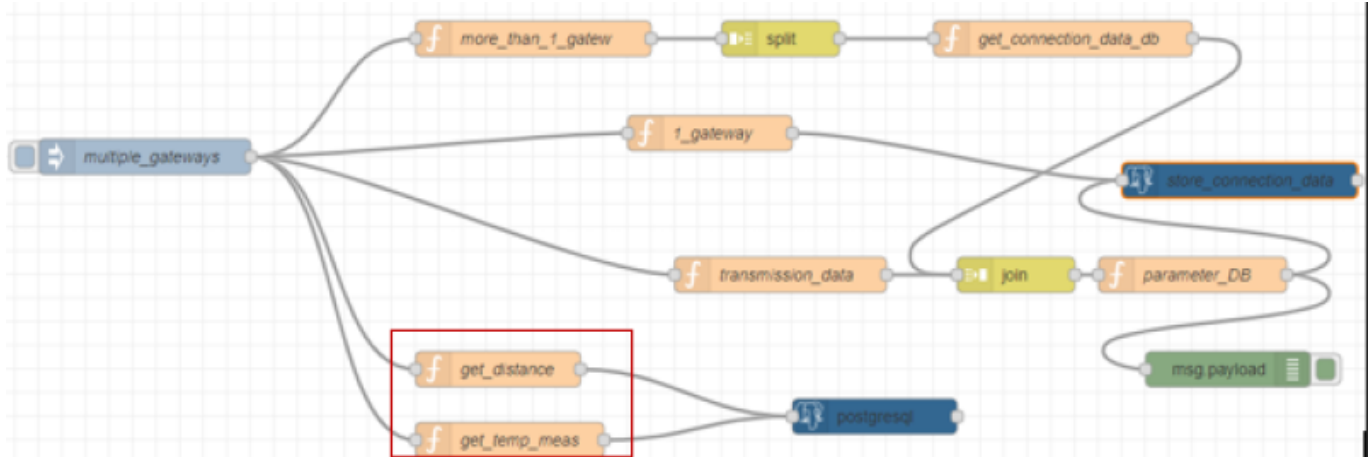 more_than_1_gatew
split
get_connection_data_db
1_gateway
multiple_gateways
store_connection_data
transmission_data
join
parameter_DB
get_distance
msg.payload
get_temp_meas
postgresql